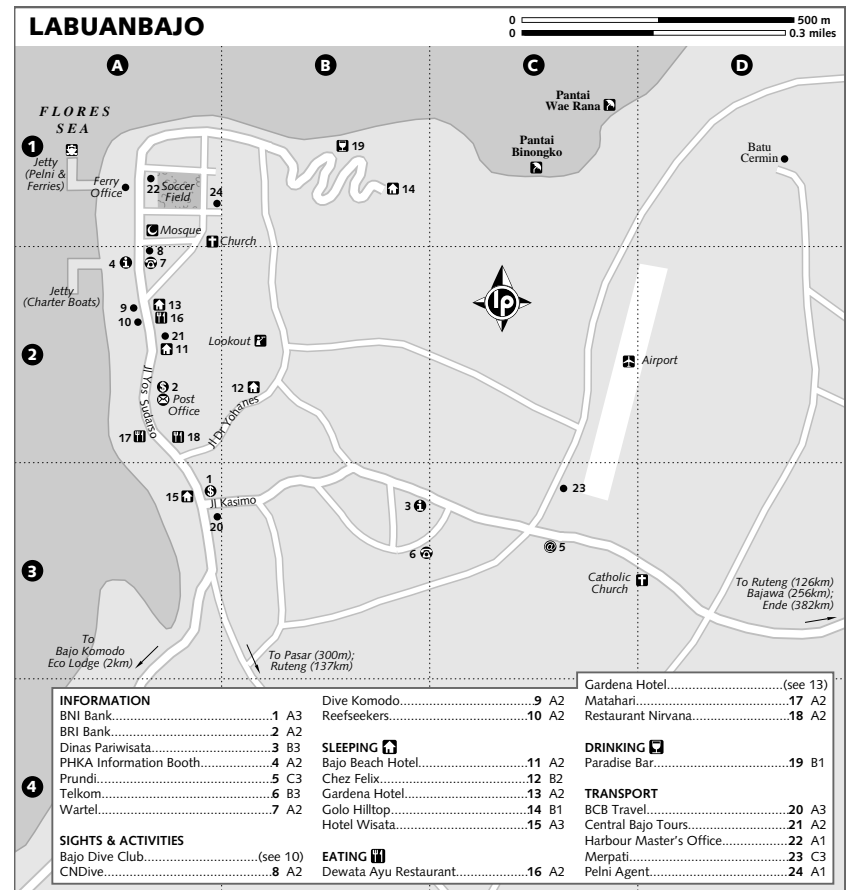 LABUANBAJO
0 500 m
0 0.3 miles
A B C D
FLORES
SEA
1
Jetty
(Pelni &
Ferries)
Ferry
Office
22
Soccer
Field
24
19
14
Pantai
Wae Rana
Pantai
Binongko
Batu
Cermin
Mosque
Church
8
4
7
Jetty
(Charter Boats)
9
13
10
16
21
11
2
Lookout
lp
Airport
Jl Yos Sudarso
2
Post
Office
12
Jl Dr Yohanes
17
18
1
15
Jl Kasimo
20
3
6
23
5
3
Catholic
Church
To Ruteng (126km)
Bajawa (256km);
Ende (382km)
To
Bajo Komodo
Eco Lodge (2km)
To Pasar (300m);
Ruteng (137km)
4
INFORMATION
BNI Bank 1 A3
BRI Bank 2 A2
Dinas Pariwisata 3 B3
PHKA Information Booth 4 A2
Prundi 5 C3
Telkom 6 B3
Wartel 7 A2
SIGHTS & ACTIVITIES
Bajo Dive Club (see 10)
CNDive 8 A2
Dive Komodo 9 A2
Reefseekers 10 A2
SLEEPING
Bajo Beach Hotel 11 A2
Chez Felix 12 B2
Gardena Hotel 13 A2
Golo Hilltop 14 B1
Hotel Wisata 15 A3
EATING
Dewata Ayu Restaurant 16 A2
Gardena Hotel (see 13)
Matahari 17 A2
Restaurant Nirvana 18 A2
DRINKING
Paradise Bar 19 B1
TRANSPORT
BCB Travel 20 A3
Central Bajo Tours 21 A2
Harbour Master's Office 22 A1
Merpati 23 C3
Pelni Agent 24 A1